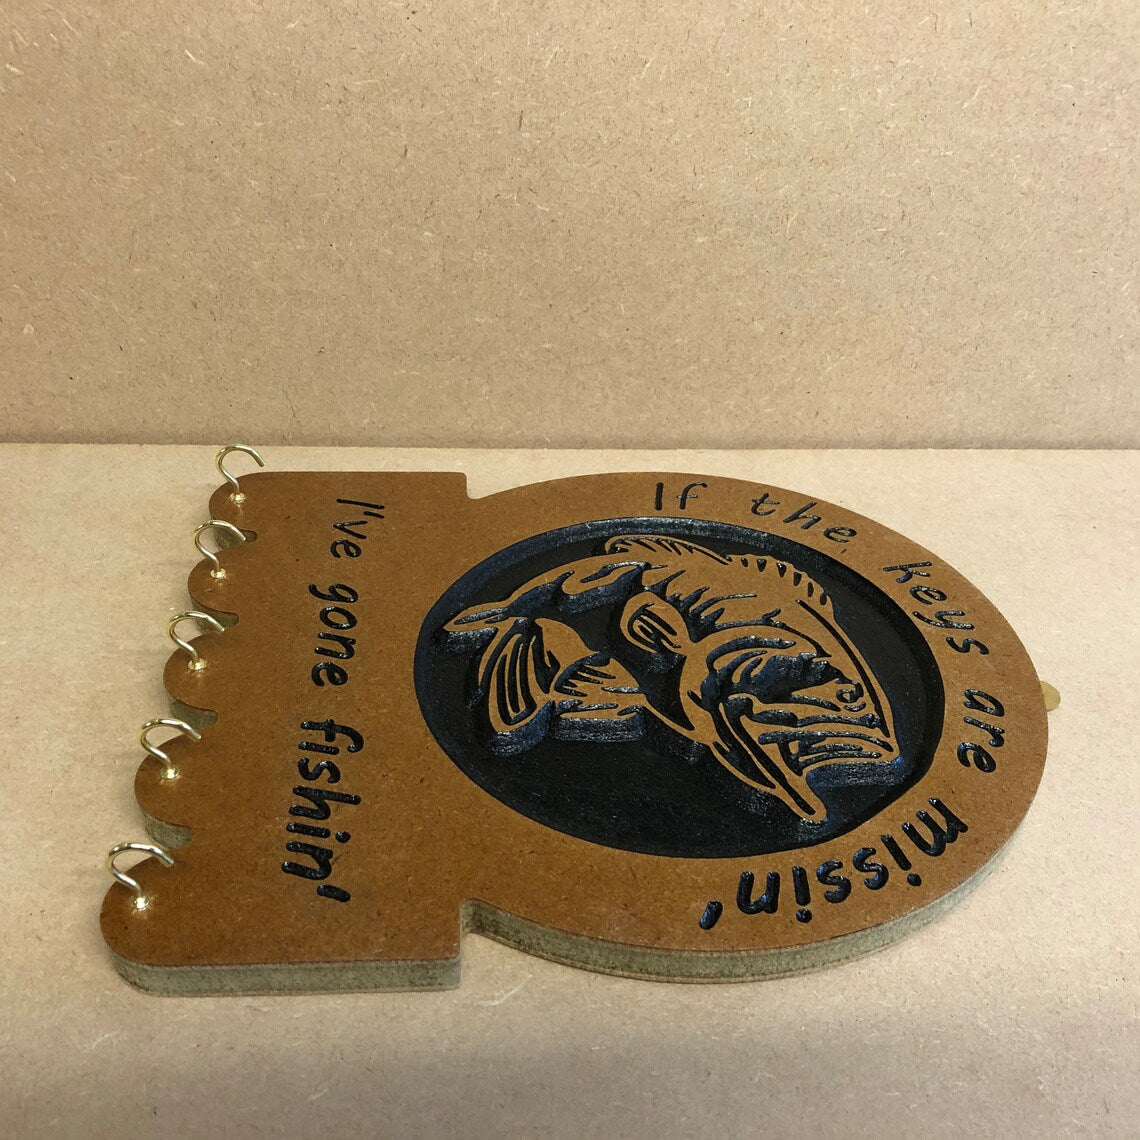 If the keys are missin'
I've gone fishin'